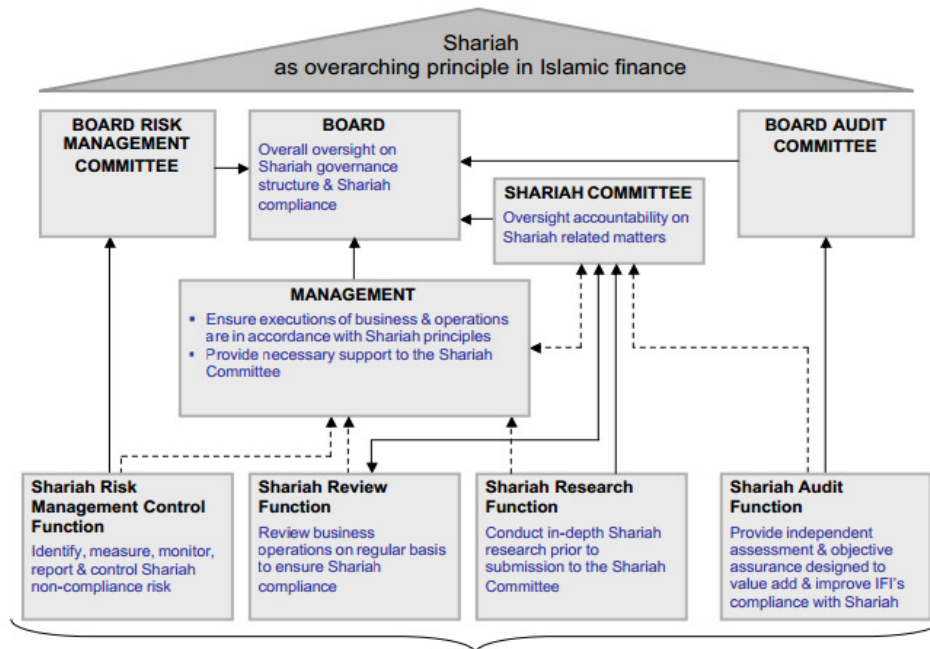 Shariah
as overarching principle in Islamic finance
BOARD RISK
MANAGEMENT
COMMITTEE
BOARD
Overall oversight on
Shariah governance
structure & Shariah
compliance
BOARD AUDIT
COMMITTEE
SHARIAH COMMITTEE
Oversight accountability on
Shariah related matters
MANAGEMENT
▪ Ensure executions of business & operations
are in accordance with Shariah principles
▪ Provide necessary support to the Shariah
Committee
Shariah Risk
Management Control
Function
Identify, measure, monitor,
report & control Shariah
non-compliance risk
Shariah Review
Function
Review business
operations on regular basis
to ensure Shariah
compliance
Shariah Research
Function
Conduct in-depth Shariah
research prior to
submission to the Shariah
Committee
Shariah Audit
Function
Provide independent
assessment & objective
assurance designed to
value add & improve IFI's
compliance with Shariah